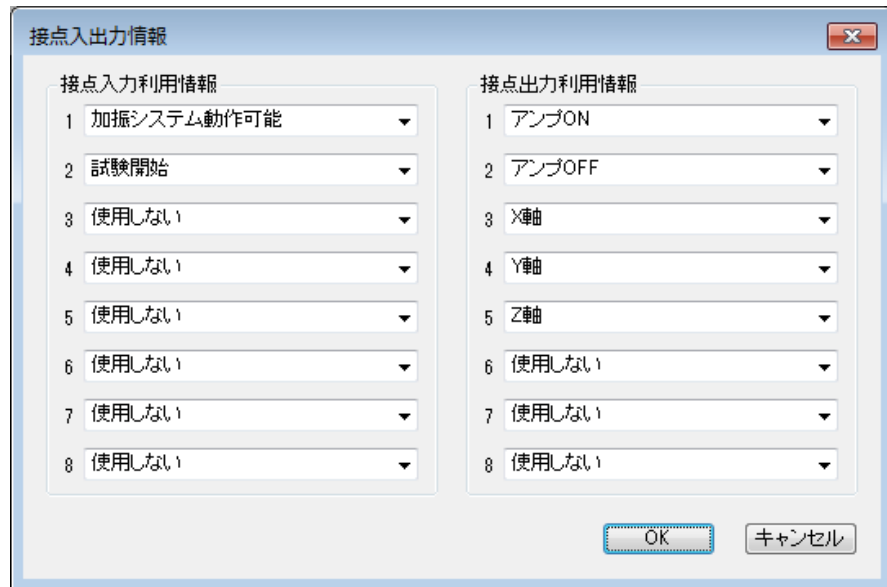 接点入出力情報
接点入力利用情報
1 加振システム動作可能
2 試験開始
3 使用しない
4 使用しない
5 使用しない
6 使用しない
7 使用しない
8 使用しない
接点出力利用情報
1 アンプON
2 アンプOFF
3 X軸
4 Y軸
5 Z軸
6 使用しない
7 使用しない
8 使用しない
OK キャンセル